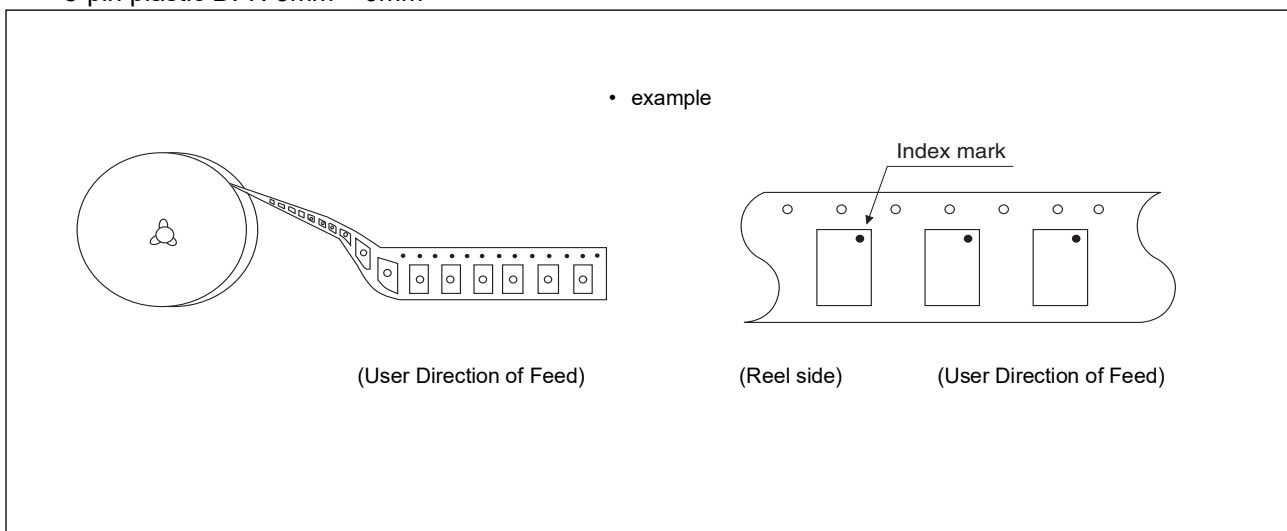 • example
Index mark
(User Direction of Feed)
(Reel side)
(User Direction of Feed)